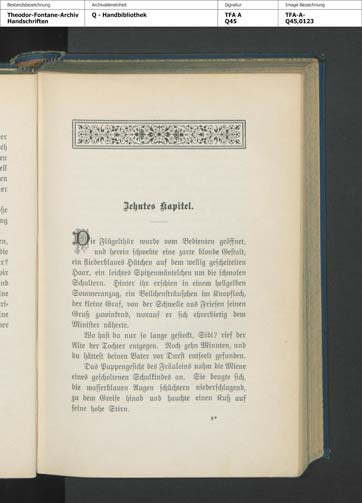 Bestandsbezeichnung
Theodor-Fontane-Archiv
Handschriften
Archivalieneinheit
Q - Handbibliothek
Signatur
TFA A
Q45
Image-Bezeichnung
TFA-A-
Q45,0123
Zehntes Kapitel.
Die Flügelthür wurde vom Bedienten geöffnet,
und herein schwebte eine zarte blonde Gestalt,
ein fliederblaues Hütchen auf dem wellig gescheitelten
Haar, ein leichtes Spitzenmäntelchen um die schmalen
Schultern. Hinter ihr erschien in einem hellgelben
Sommeranzug, ein Veilchensträußchen im Knopfloch,
der kleine Graf, von der Schwelle aus Friesen seinen
Gruß zuwinkend, worauf er sich ehrerbietig dem
Minister näherte.
Wo hast du nur so lange gesteckt, Sidi? rief der
Alte der Tochter entgegen. Noch zehn Minuten, und
du hättest deinen Vater vor Durst entseelt gefunden.
Das Puppengesicht des Fräuleins nahm die Miene
eines gescholtenen Schulkindes an. Sie beugte sich,
die wasserblauen Augen schüchtern niederschlagend,
zu dem Greise hinab und hauchte einen Kuß auf
seine hohe Stirn.